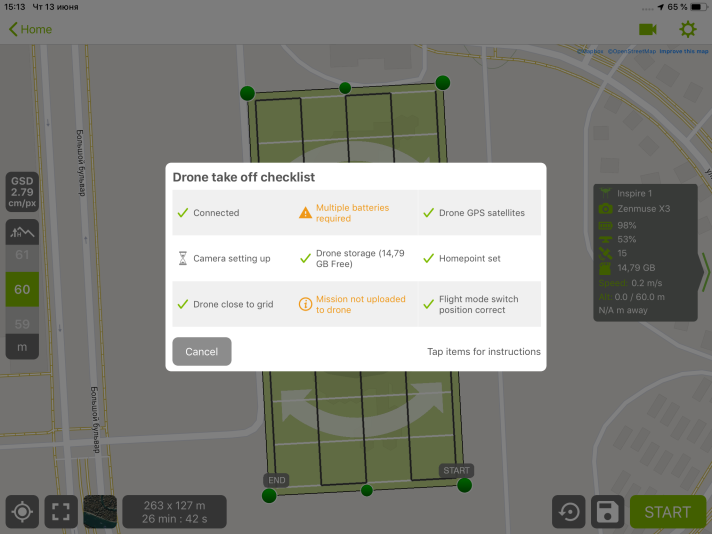 15:13 Чт 13 июня
65 %
Home
©Mapbox ©OpenStreetMap Improve this map
Большой бульвар
GSD
2.79
cm/px
61
60
59
m
Drone take off checklist
Connected
Multiple batteries
required
Drone GPS satellites
Camera setting up
Drone storage (14,79
GB Free)
Homepoint set
Drone close to grid
Mission not uploaded
to drone
Flight mode switch
position correct
Cancel
Tap items for instructions
Inspire 1
Zenmuse X3
98%
53%
15
14,79 GB
Speed: 0.2 m/s
Alt: 0.0 / 60.0 m
N/A m away
Большой бульвар
END
START
263 x 127 m
26 min : 42 s
START